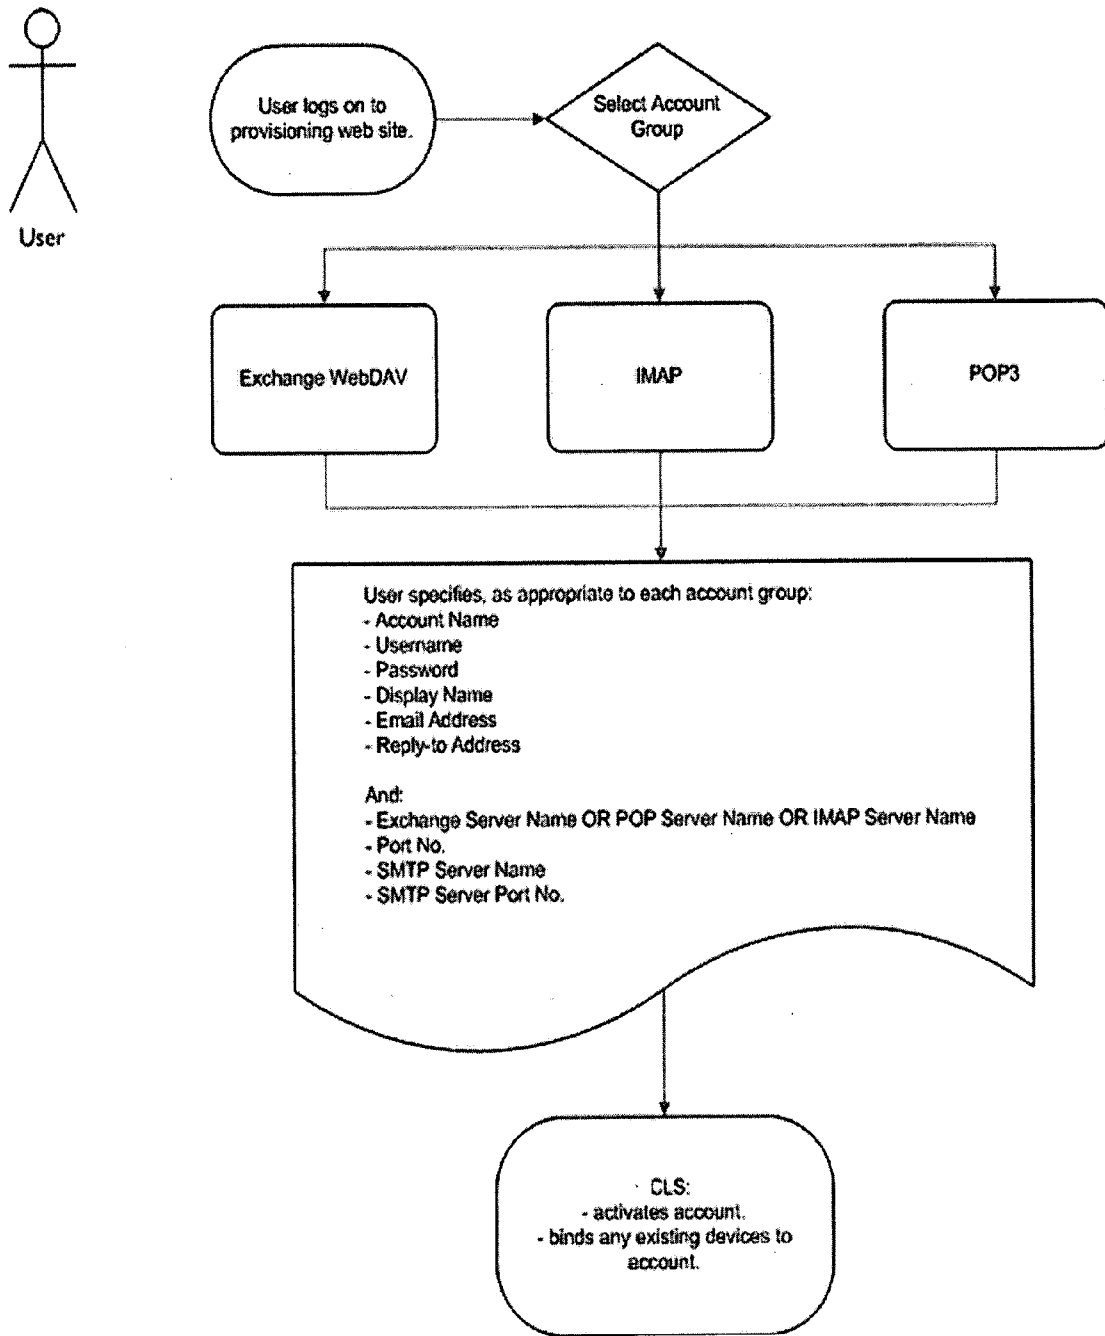 User
User logs on to
provisioning web site.
Select Account
Group
Exchange WebDAV
IMAP
POP3
User specifies, as appropriate to each account group:
- Account Name
- Username
- Password
- Display Name
- Email Address
- Reply-to Address
And:
- Exchange Server Name OR POP Server Name OR IMAP Server Name
- Port No.
- SMTP Server Name
- SMTP Server Port No.
CLS:
- activates account.
- binds any existing devices to
account.